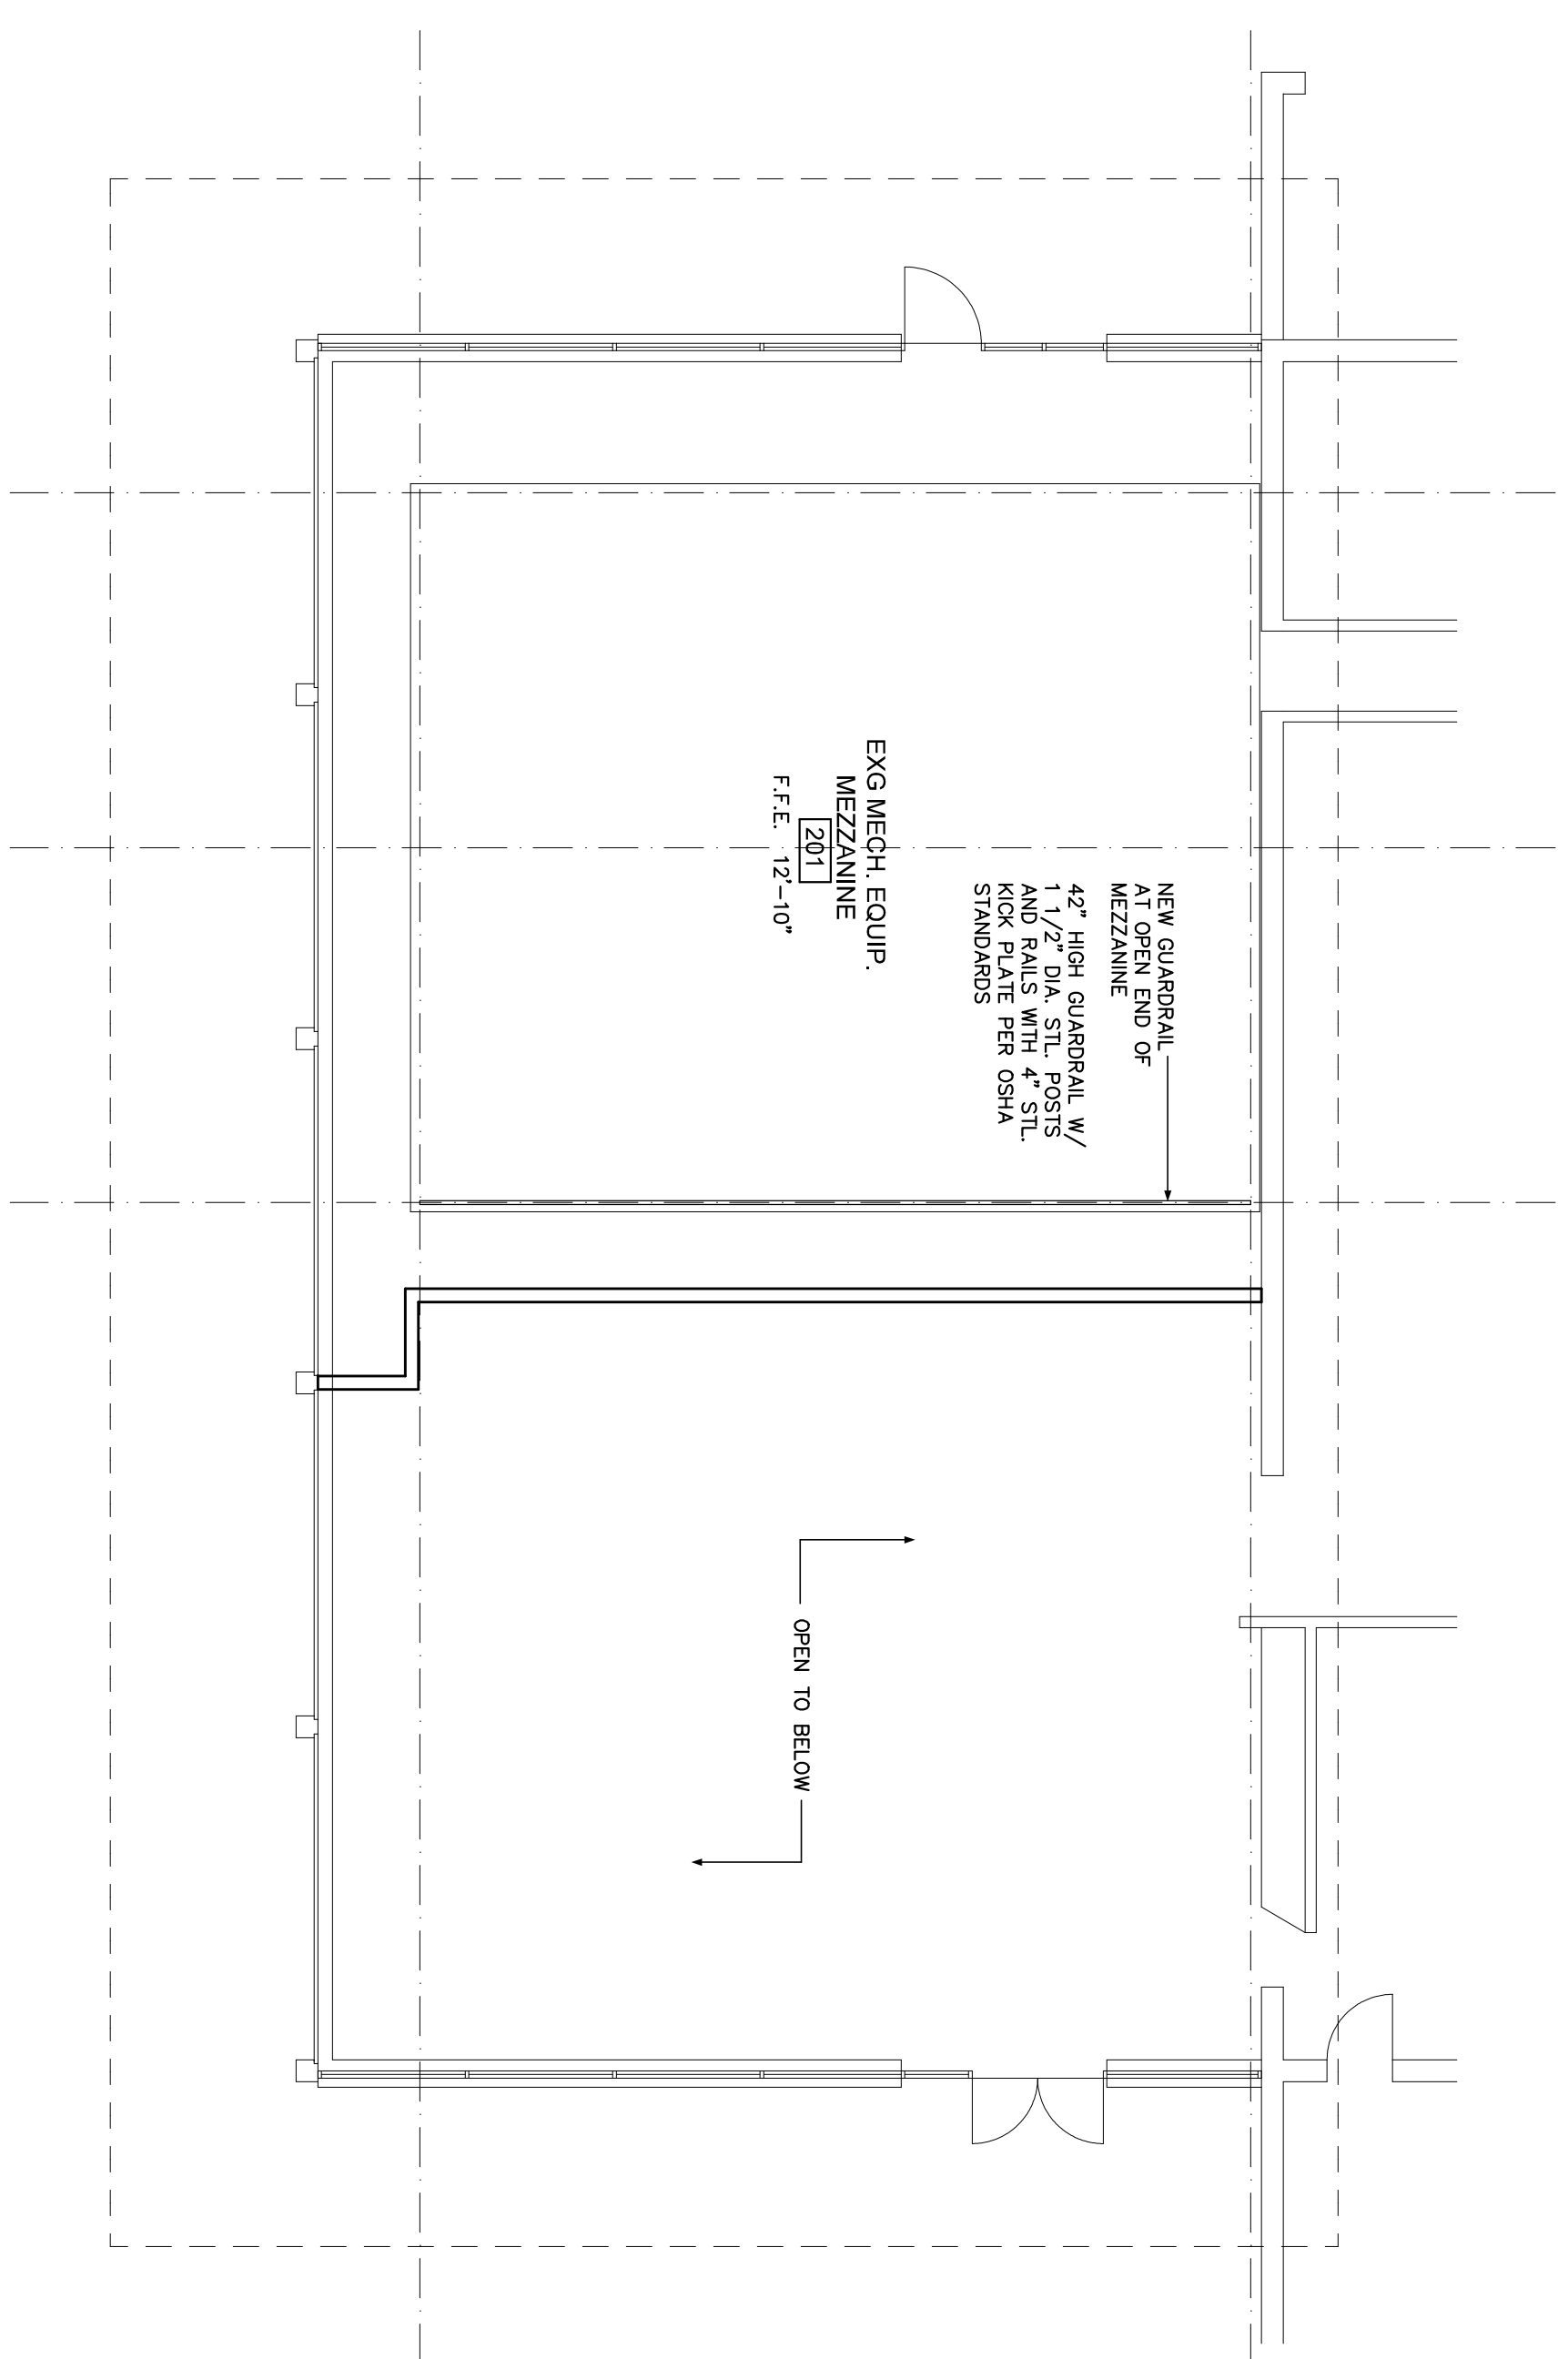 NEW GUARDRAIL
AT OPEN END OF
MEZZANINE
42" HIGH GUARDRAIL W/
1 1/2" DIA. STL. POSTS
AND RAILS WITH 4" STL.
KICK PLATE PER OSHA
STANDARDS
EXG MECH. EQUIP.
MEZZANINE
201
F.F.E. 12'-10"
OPEN TO BELOW